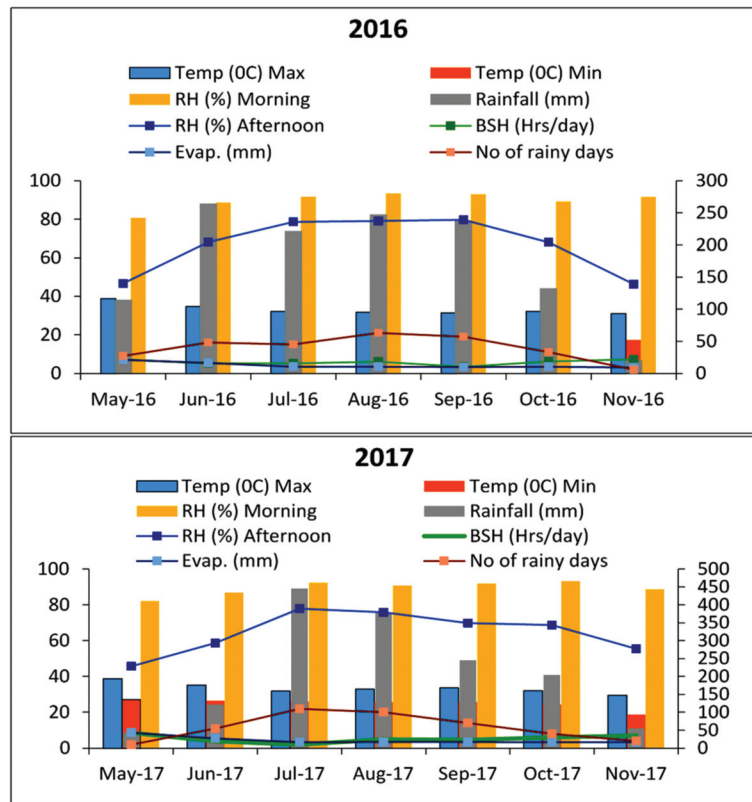 2016
Temp (0C) Max Temp (0C) Min
RH (%) Morning Rainfall (mm)
RH (%) Afternoon BSH (Hrs/day)
Evap. (mm) No of rainy days
100 300
80 250
60 200
40 150
20 100
0 50
0
May-16 Jun-16 Jul-16 Aug-16 Sep-16 Oct-16 Nov-16
2017
Temp (0C) Max Temp (0C) Min
RH (%) Morning Rainfall (mm)
RH (%) Afternoon BSH (Hrs/day)
Evap. (mm) No of rainy days
100 500
80 450
60 400
40 350
20 300
0 250
200
150
100
50
0
May-17 Jun-17 Jul-17 Aug-17 Sep-17 Oct-17 Nov-17